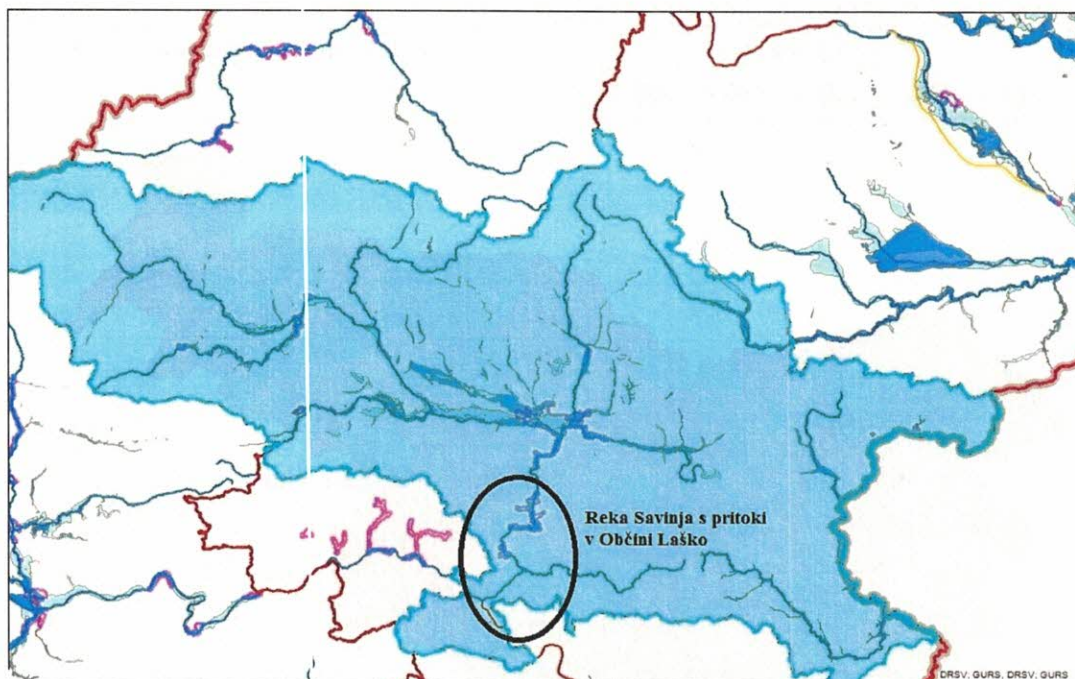 Reka Savinja s pritoki
v Občini Laško
DRSV, GURS, DRSV, GURS